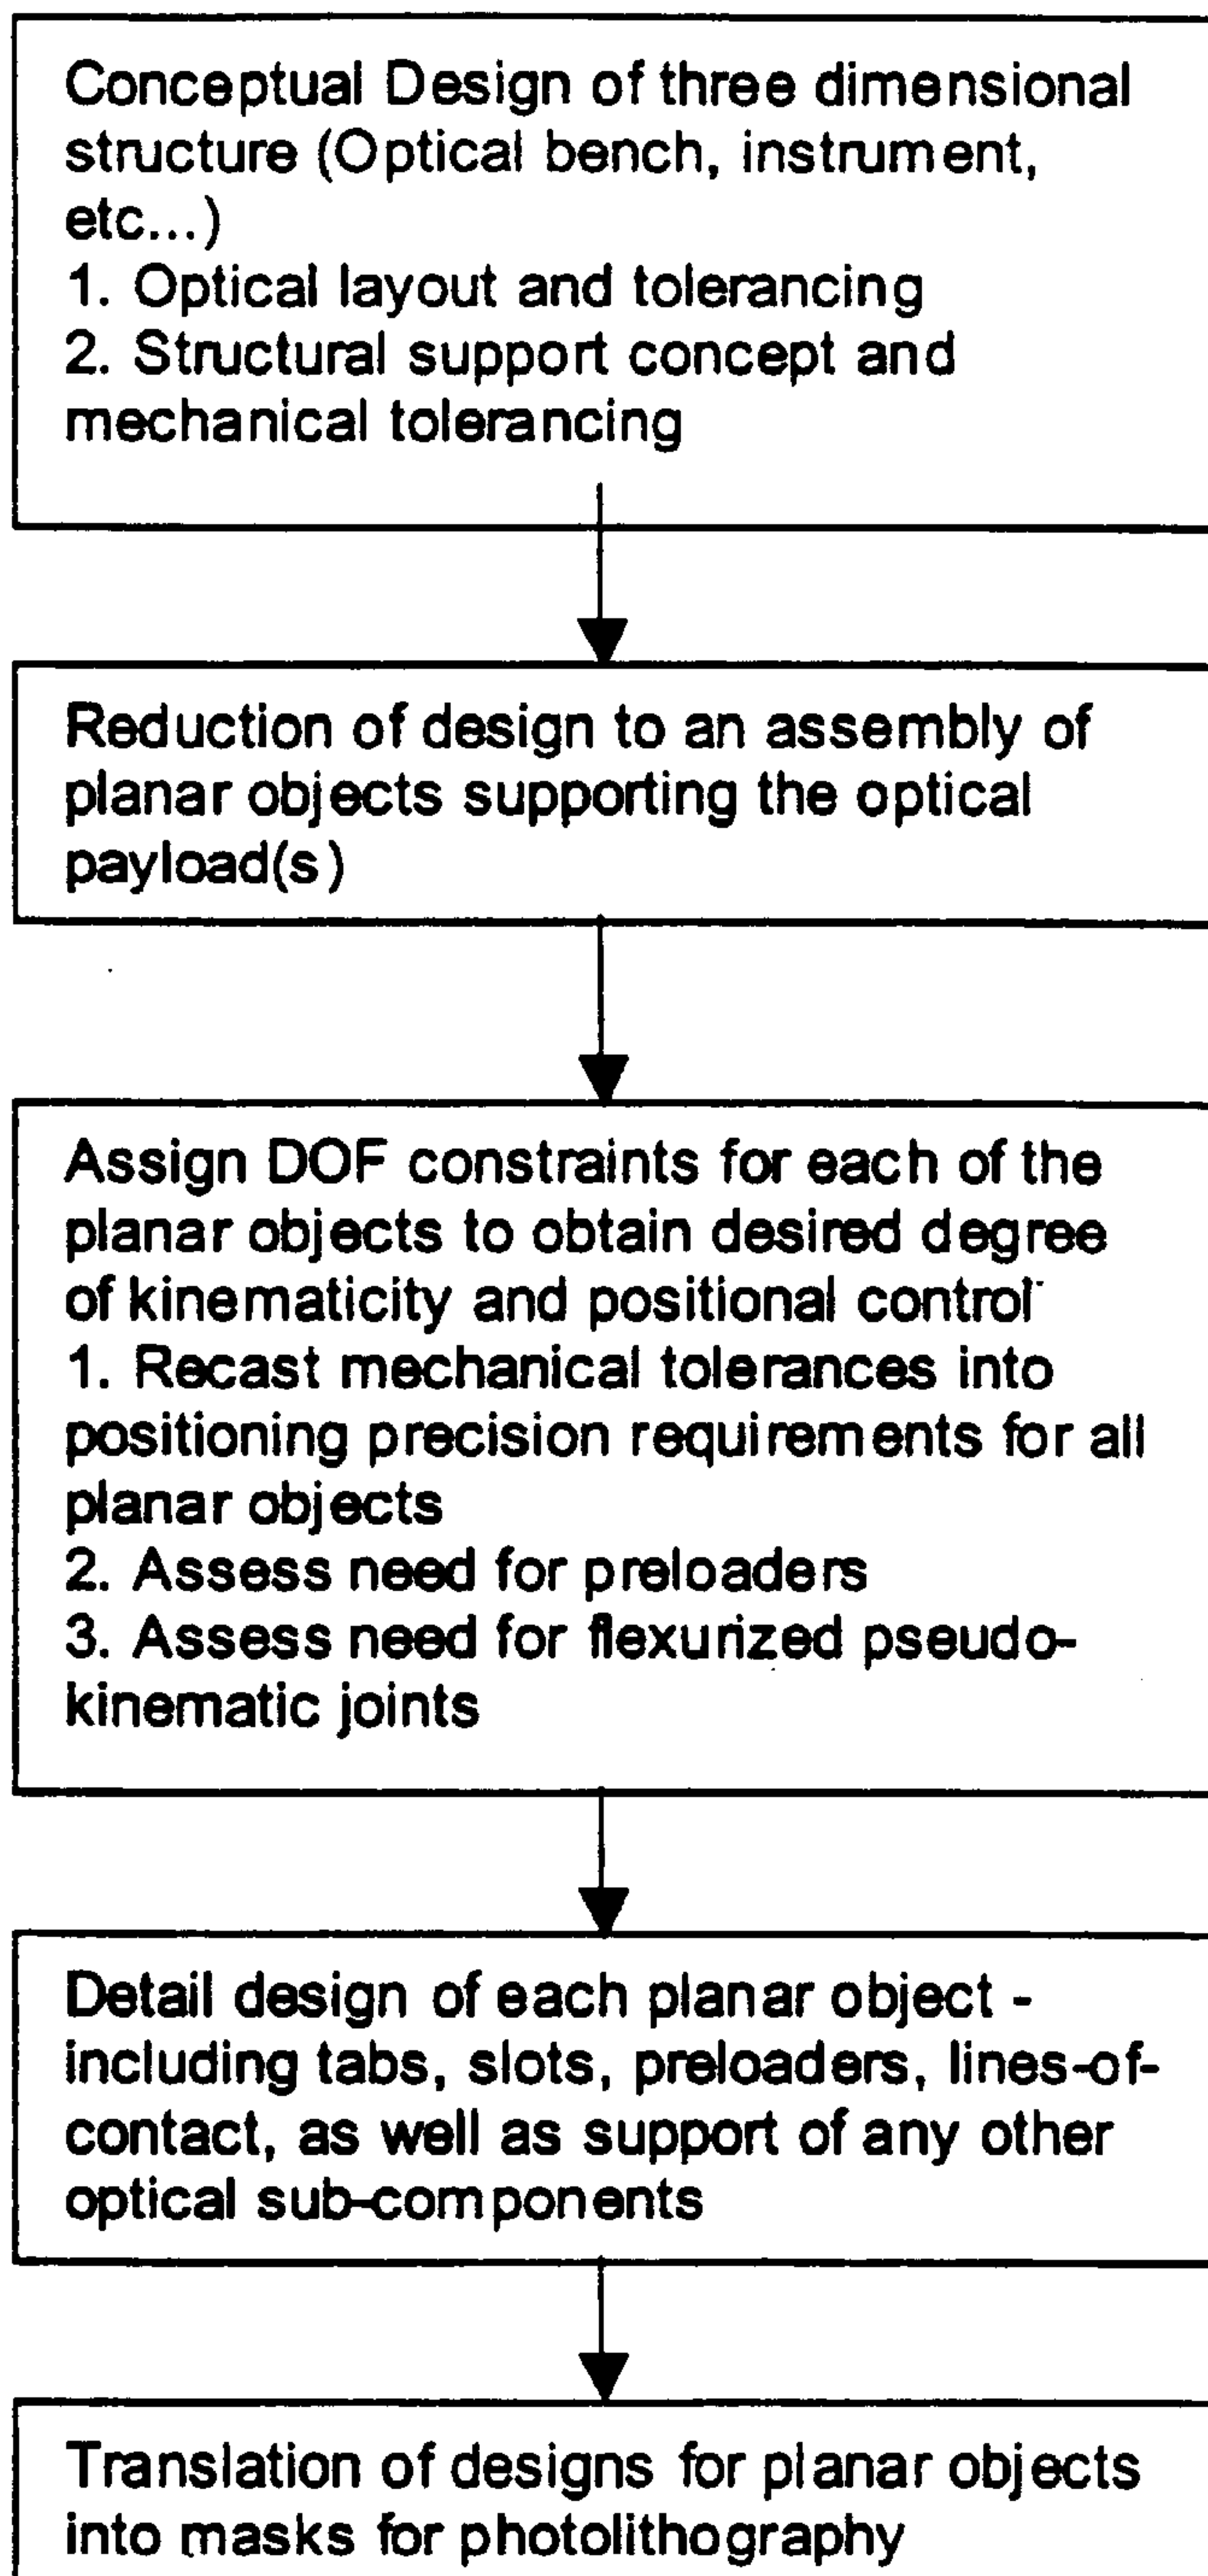 Conceptual Design of three dimensional
structure (Optical bench, instrument,
etc...)
1. Optical layout and tolerancing
2. Structural support concept and
mechanical tolerancing
Reduction of design to an assembly of
planar objects supporting the optical
payload(s)
Assign DOF constraints for each of the
planar objects to obtain desired degree
of kinematicity and positional control
1. Recast mechanical tolerances into
positioning precision requirements for all
planar objects
2. Assess need for preloaders
3. Assess need for flexurized pseudo-
kinematic joints
Detail design of each planar object -
including tabs, slots, preloaders, lines-of-
contact, as well as support of any other
optical sub-components
Translation of designs for planar objects
into masks for photolithography